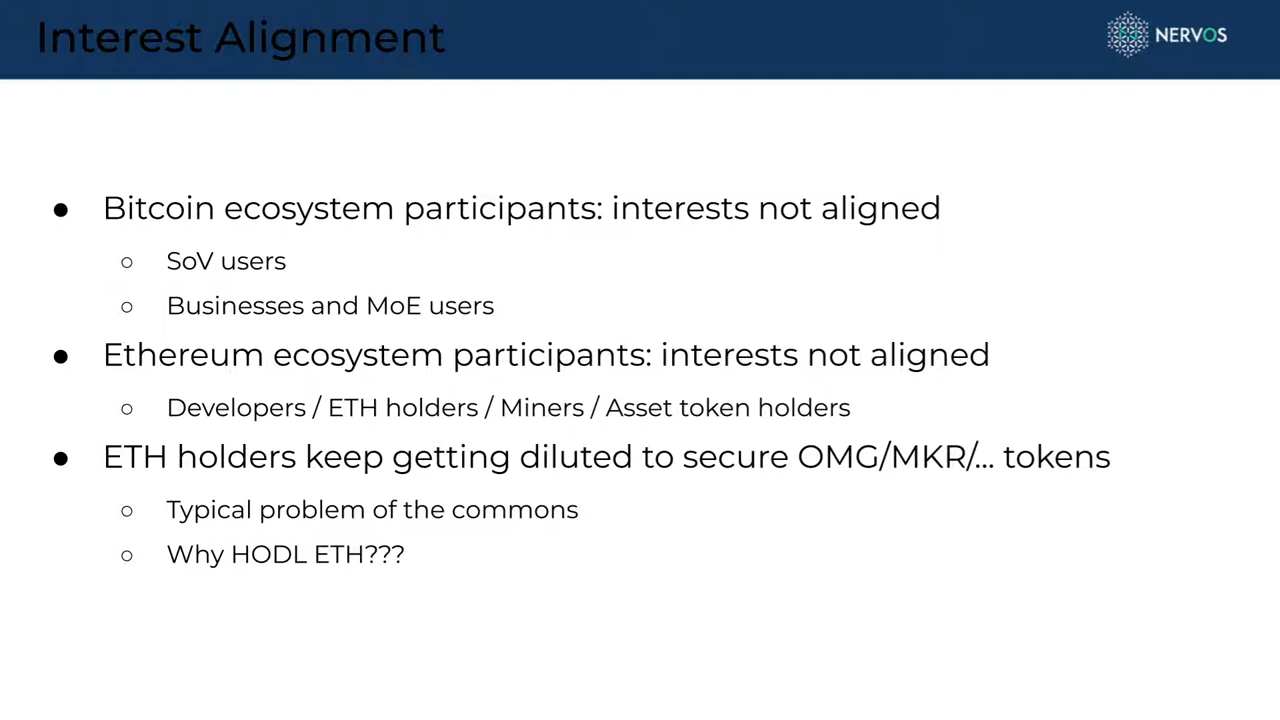 Interest Alignment
NERVOS
● Bitcoin ecosystem participants: interests not aligned
○ SoV users
○ Businesses and MoE users
● Ethereum ecosystem participants: interests not aligned
○ Developers / ETH holders / Miners / Asset token holders
● ETH holders keep getting diluted to secure OMG/MKR/... tokens
○ Typical problem of the commons
○ Why HODL ETH???